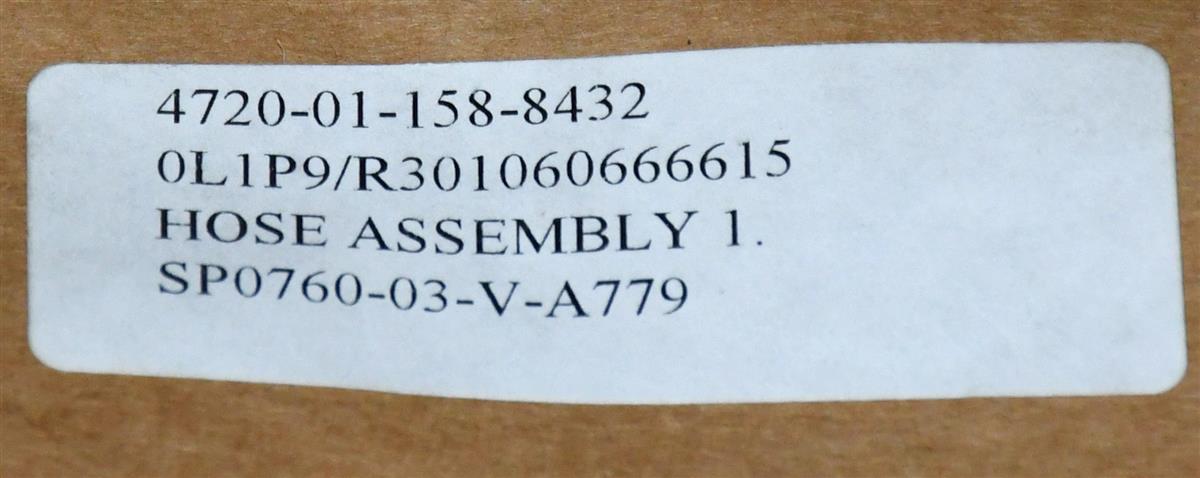 4720-01-158-8432
0L1P9/R301060666615
HOSE ASSEMBLY 1.
SP0760-03-V-A779